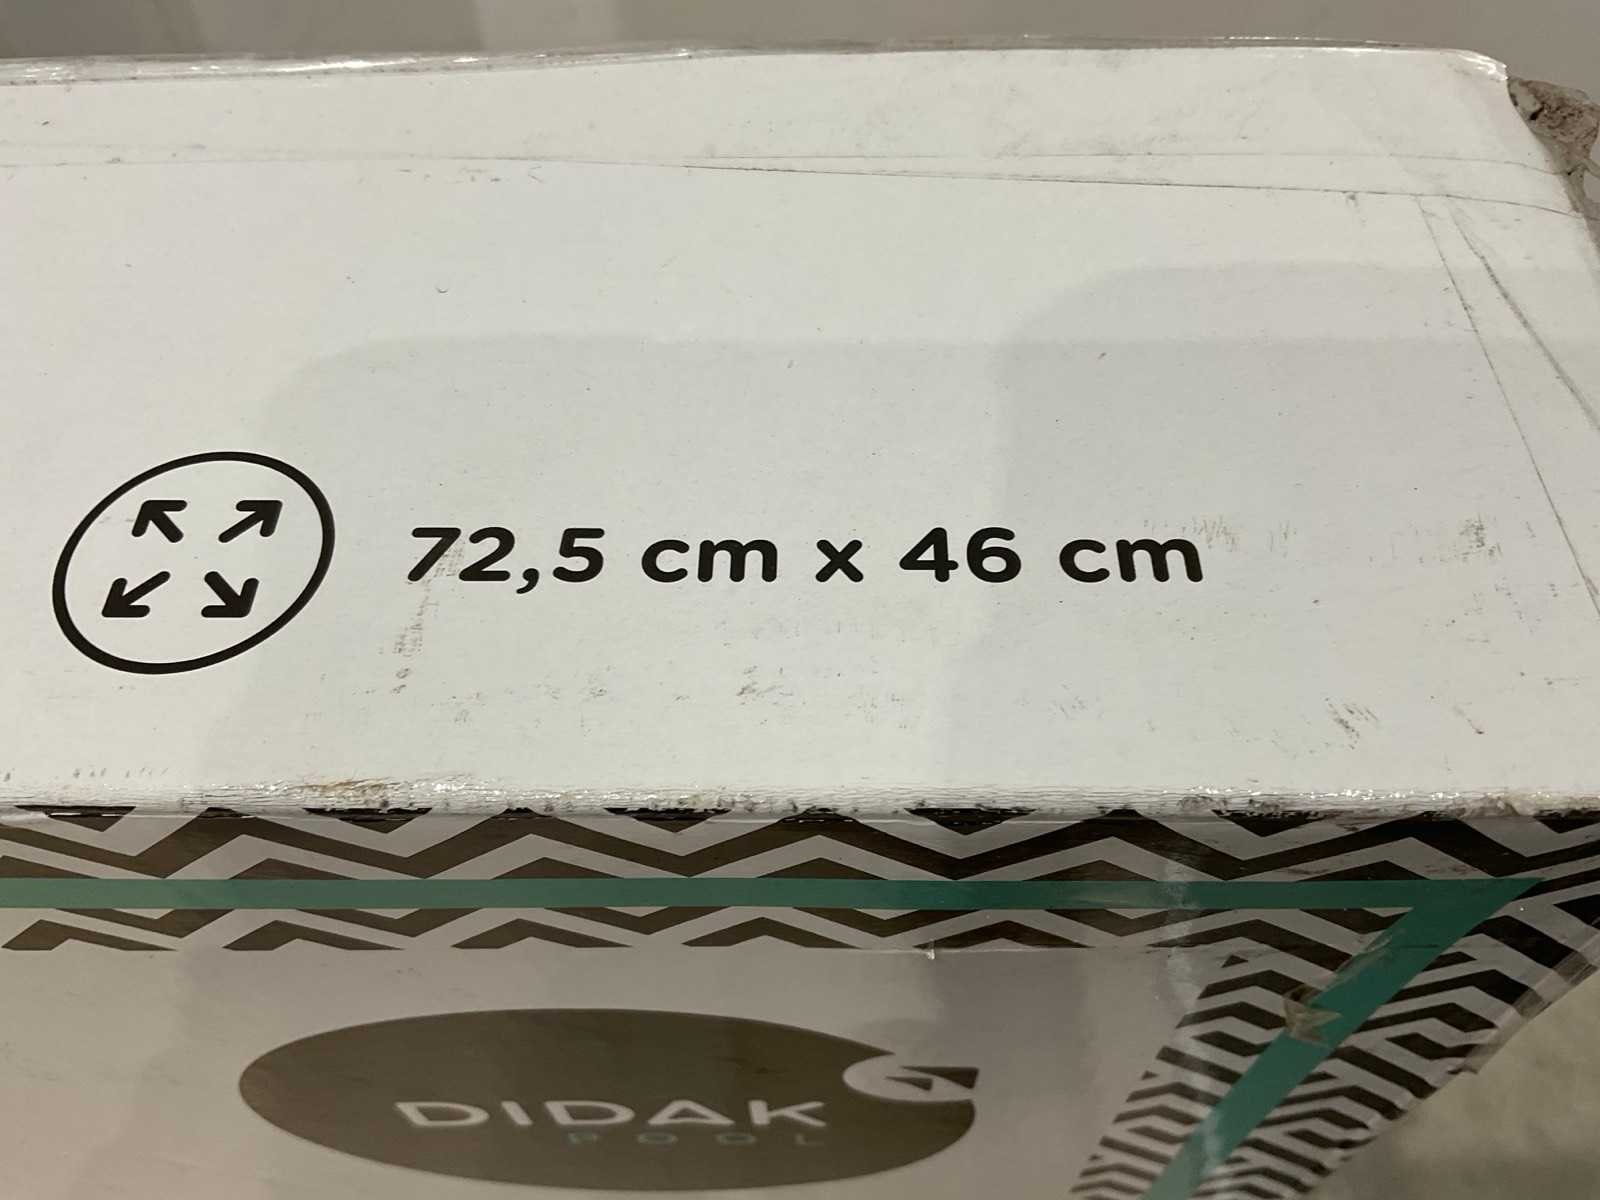 72,5 cm x 46 cm
DIDAK
POOL